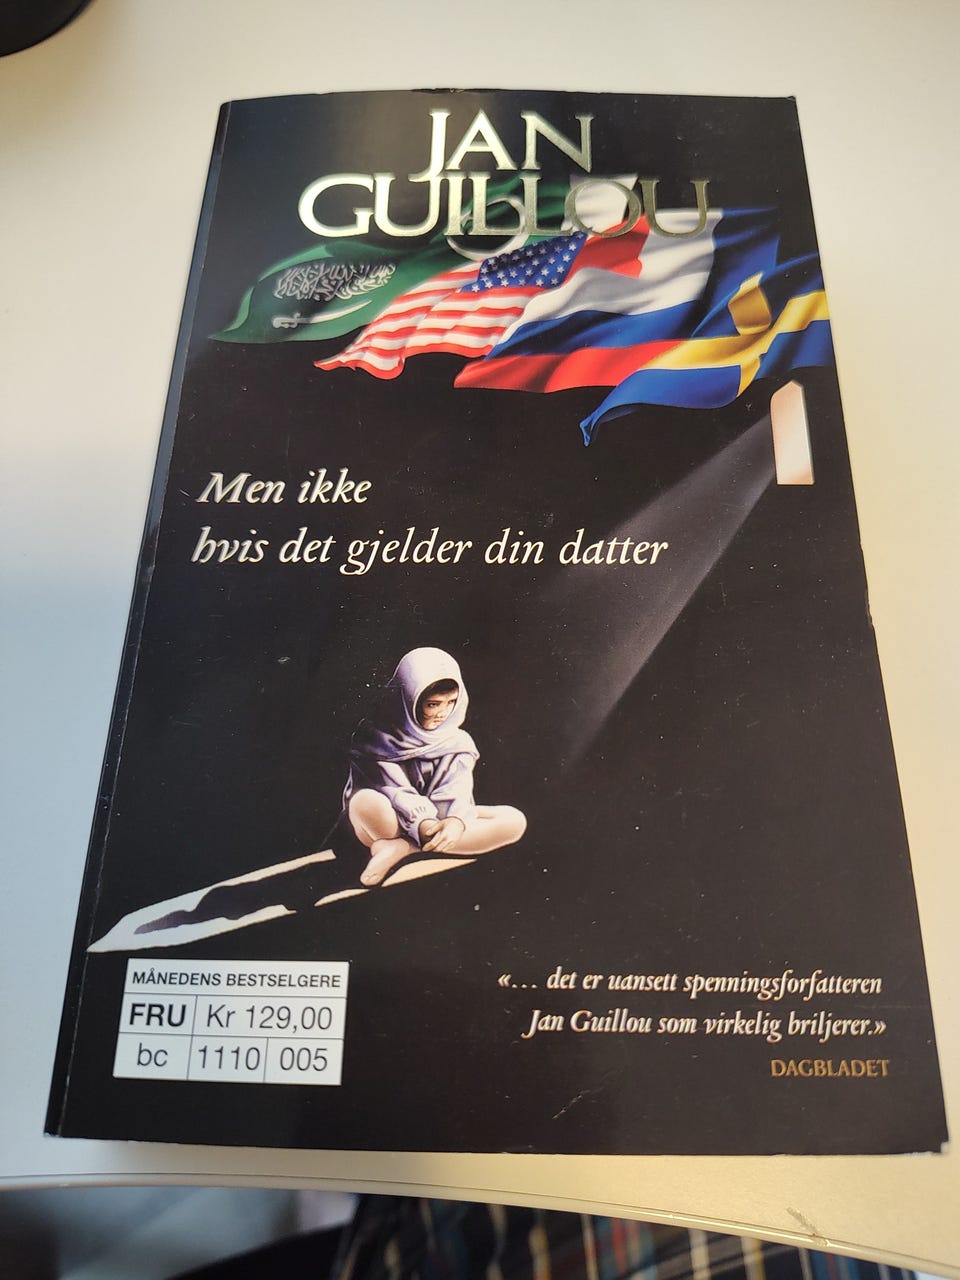 JAN
GUILLOU
Men ikke
hvis det gjelder din datter
MÅNEDENS BESTSELGERE
FRU Kr 129,00
bc 1110 005
«... det er uansett spenningsforfatteren
Jan Guillou som virkelig briljerer.»
DAGBLADET